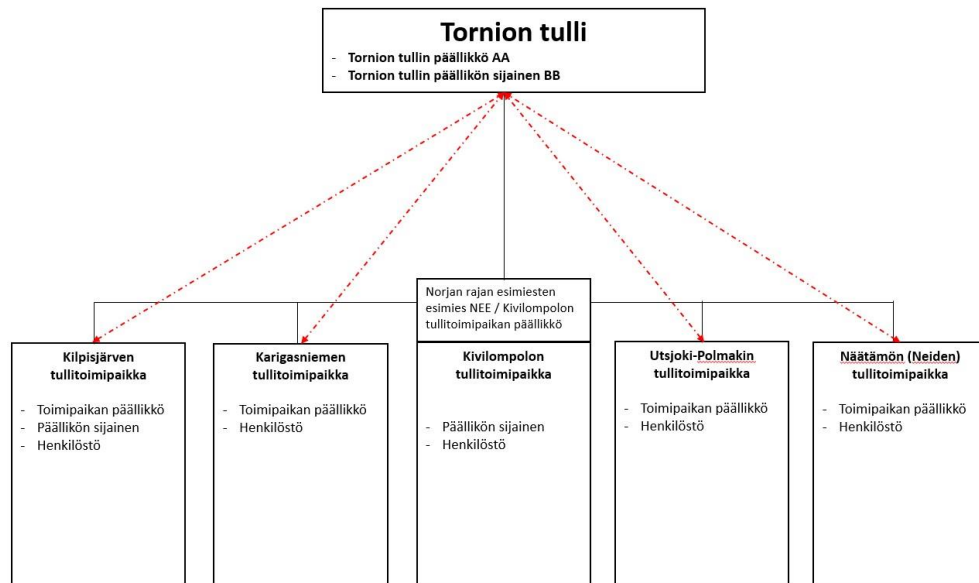 Tornion tulli
- Tornion tullin päällikkö AA
- Tornion tullin päällikön sijainen BB
Norjan rajan esimiesten
esimies NEE / Kivilompolon
tullitoimipaikan päällikkö
Kilpisjärven
tullitoimipaikka
- Toimipaikan päällikkö
- Päällikön sijainen
- Henkilöstö
Karigasniemen
tullitoimipaikka
- Toimipaikan päällikkö
- Henkilöstö
Kivilompolon
tullitoimipaikka
- Päällikön sijainen
- Henkilöstö
Utsjoki-Polmakin
tullitoimipaikka
- Toimipaikan päällikkö
- Henkilöstö
Näätämön (Neiden)
tullitoimipaikka
- Toimipaikan päällikkö
- Henkilöstö